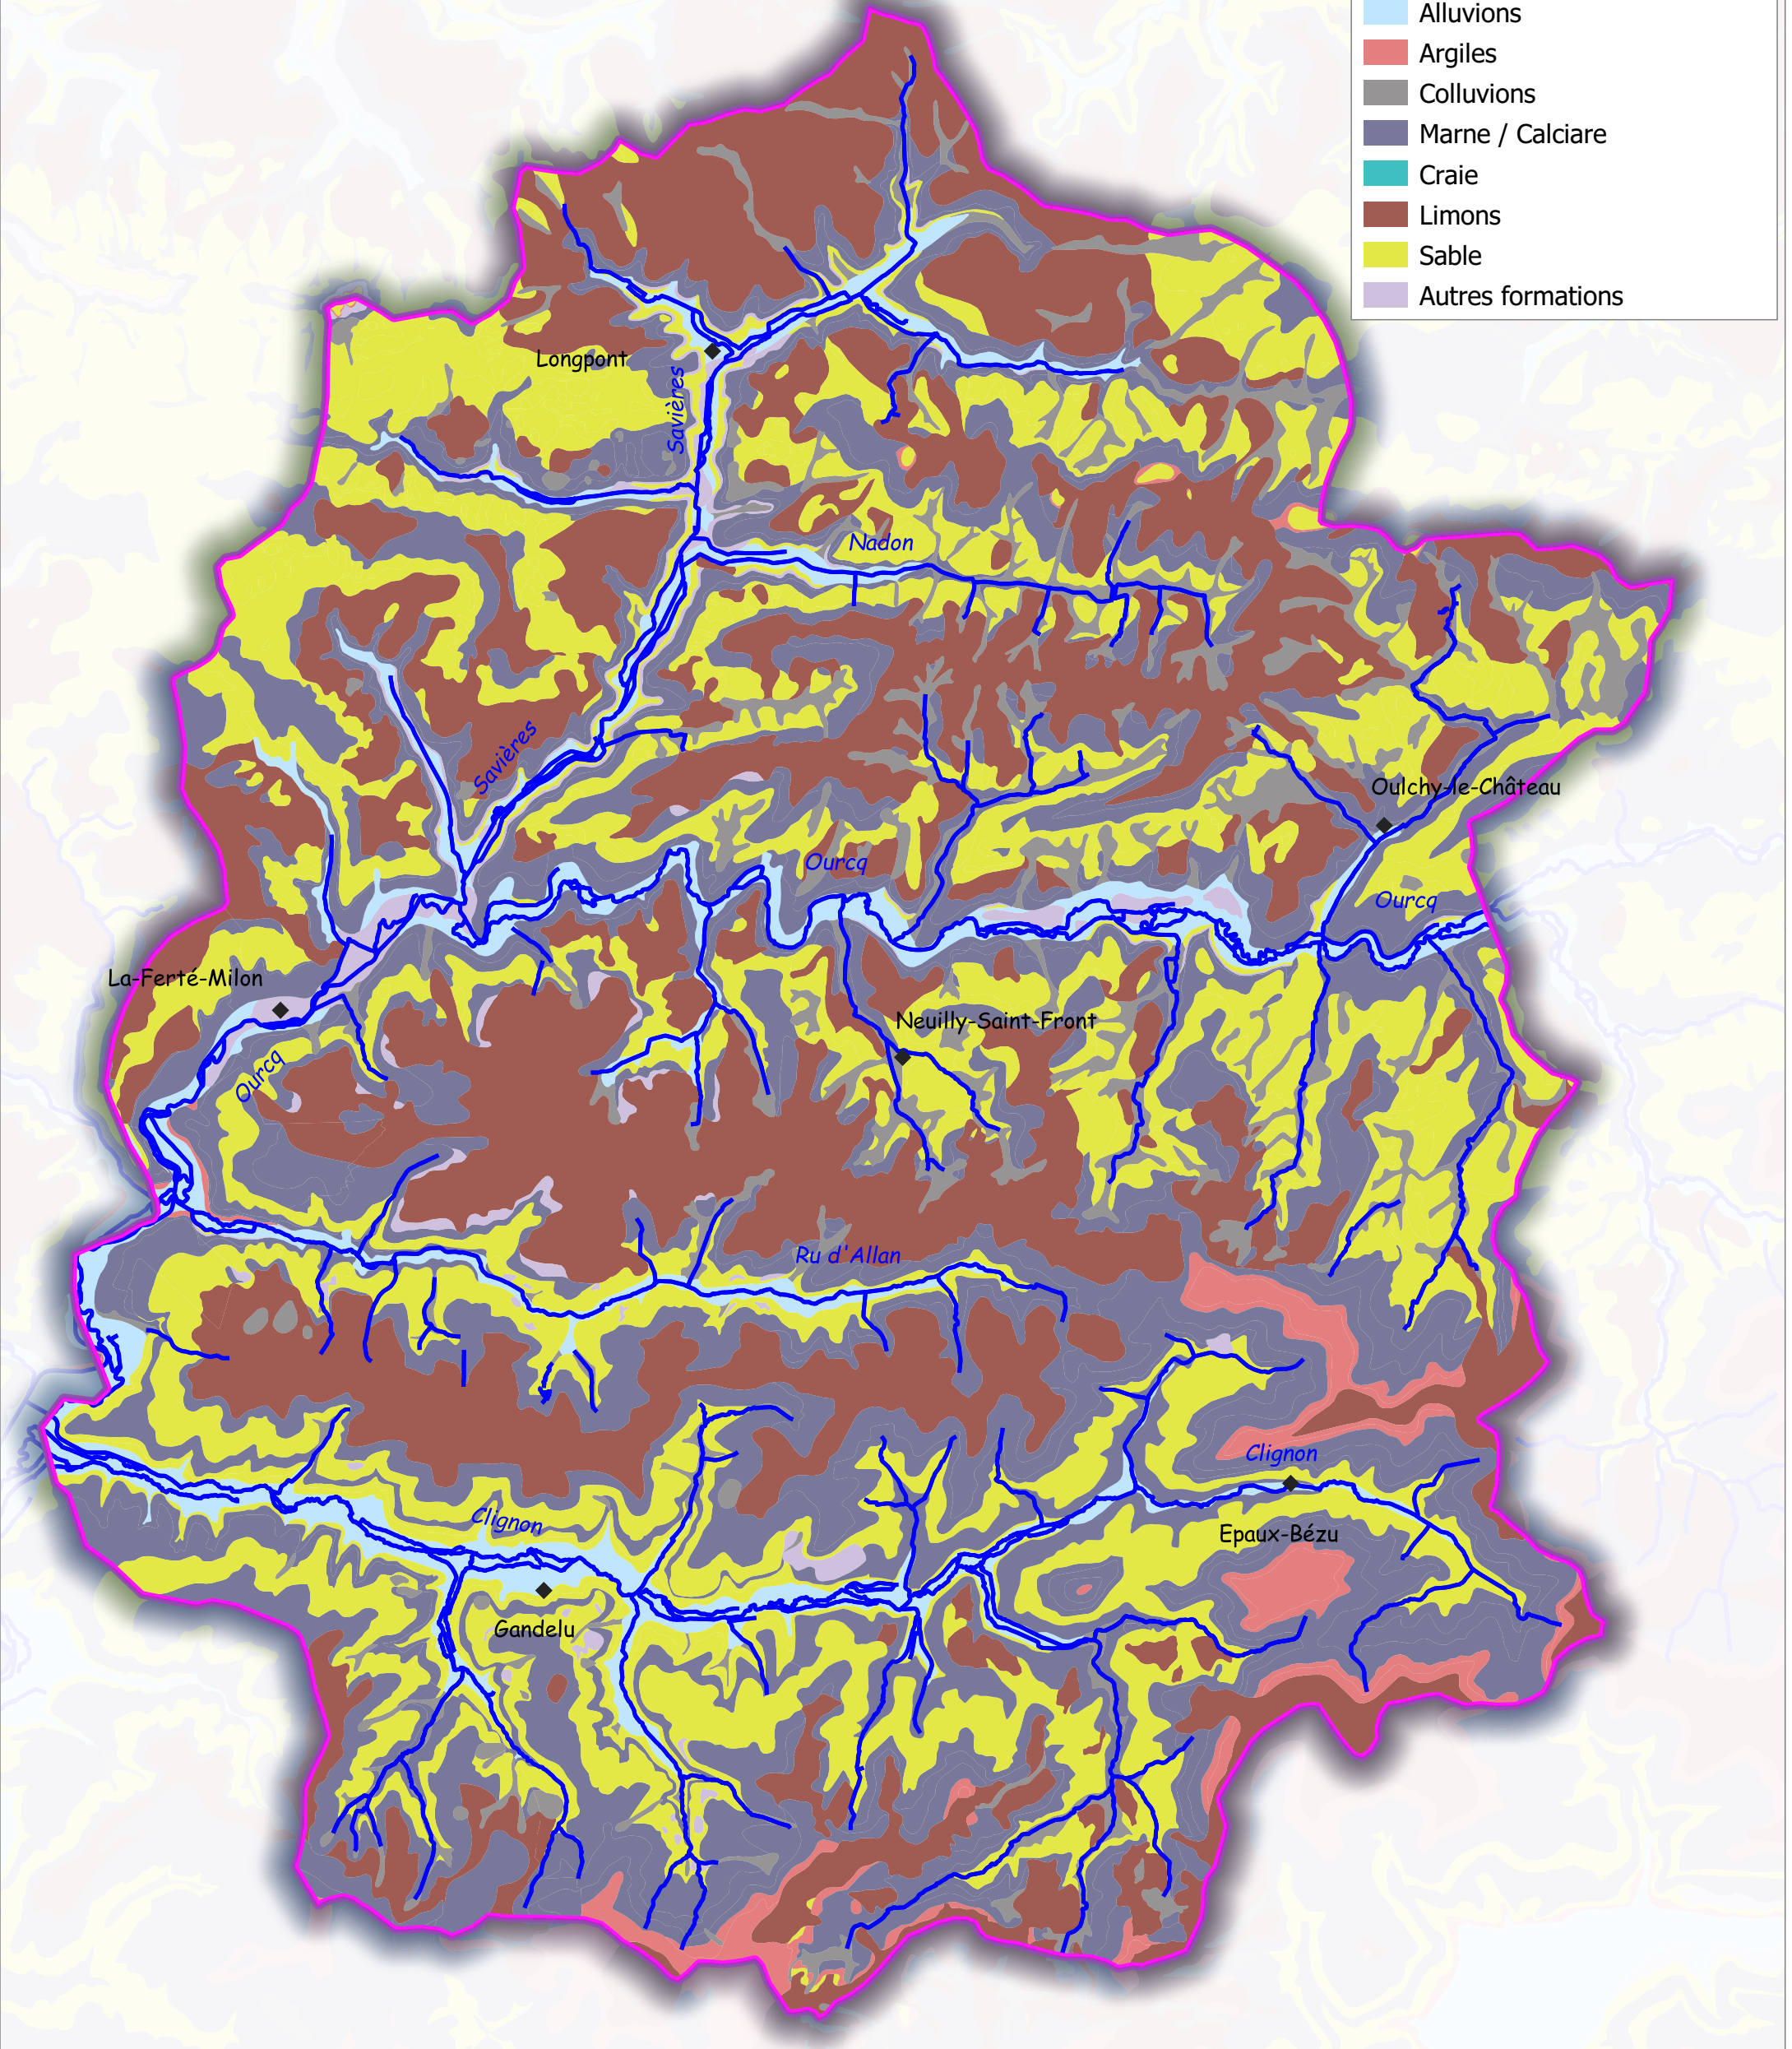 Alluvions
Argiles
Colluvions
Marne / Calciare
Craie
Limons
Sable
Autres formations
Longpont
Savières
Nadon
Savières
Oulchy-le-Château
Ourcq
Ourcq
La-Ferté-Milon
Neuilly-Saint-Front
Ourcq
Ru d'Allan
Clignon
Clignon
Epaux-Bézu
Gandelu